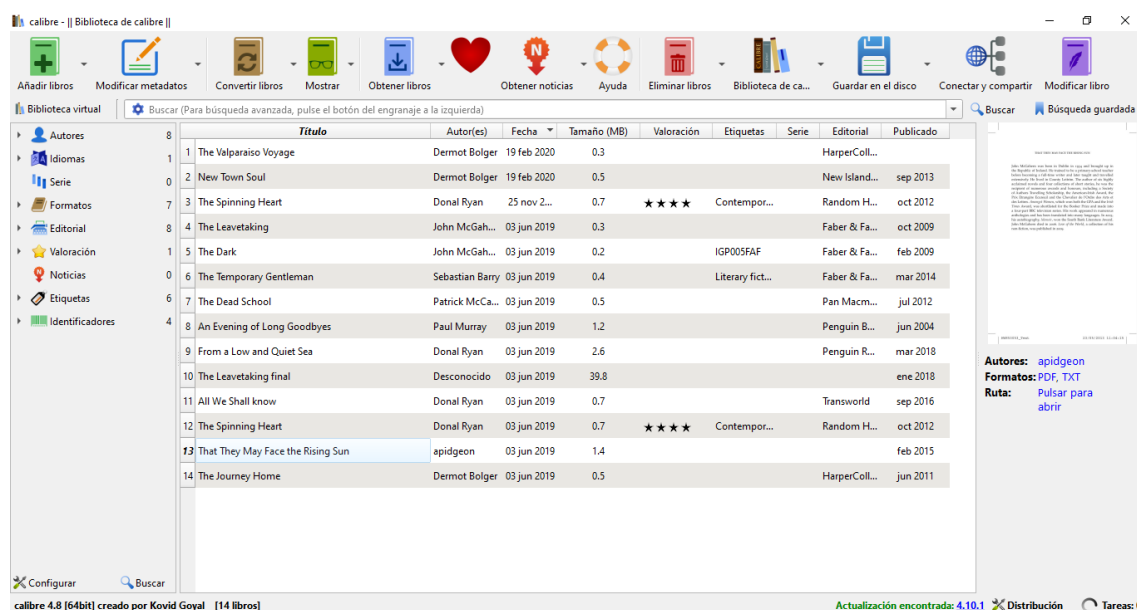 calibre - || Biblioteca de calibre ||
Añadir libros Modificar metadatos Convertir libros Mostrar Obtener libros Obtener noticias Ayuda Eliminar libros Biblioteca de ca... Guardar en el disco Conectar y compartir Modificar libro
Biblioteca virtual Buscar (Para búsqueda avanzada, pulse el botón del engranaje a la izquierda) Buscar Búsqueda guardada
Autores 8
Idiomas 1
Serie 0
Formatos 7
Editorial 8
Valoración 1
Noticias 0
Etiquetas 6
Identificadores 4
Título Autor(es) Fecha Tamaño (MB) Valoración Etiquetas Serie Editorial Publicado
1 The Valparaiso Voyage Dermot Bolger 19 feb 2020 0.3 HarperColl...
2 New Town Soul Dermot Bolger 19 feb 2020 0.5 New Island... sep 2013
3 The Spinning Heart Donal Ryan 25 nov 2... 0.7 ★★★★ Contempor... Random H... oct 2012
4 The Leavetaking John McGah... 03 jun 2019 0.3 Faber & Fa... oct 2009
5 The Dark John McGah... 03 jun 2019 0.2 IGP005FAF Faber & Fa... feb 2009
6 The Temporary Gentleman Sebastian Barry 03 jun 2019 0.4 Literary fict... Faber & Fa... mar 2014
7 The Dead School Patrick McCa... 03 jun 2019 0.5 Pan Macm... jul 2012
8 An Evening of Long Goodbyes Paul Murray 03 jun 2019 1.2 Penguin B... jun 2004
9 From a Low and Quiet Sea Donal Ryan 03 jun 2019 2.6 Penguin R... mar 2018
10 The Leavetaking final Desconocido 03 jun 2019 39.8 ene 2018
11 All We Shall know Donal Ryan 03 jun 2019 0.7 Transworld sep 2016
12 The Spinning Heart Donal Ryan 03 jun 2019 0.7 ★★★★ Contempor... Random H... oct 2012
13 That They May Face the Rising Sun apidgeon 03 jun 2019 1.4 feb 2015
14 The Journey Home Dermot Bolger 03 jun 2019 0.5 HarperColl... jun 2011
Autores: apidgeon
Formatos: PDF, TXT
Ruta: Pulsar para
abrir
Configurar Buscar
calibre 4.8 [64bit] creado por Kovid Goyal [14 libros] Actualización encontrada: 4.10.1 Distribución Tareas: